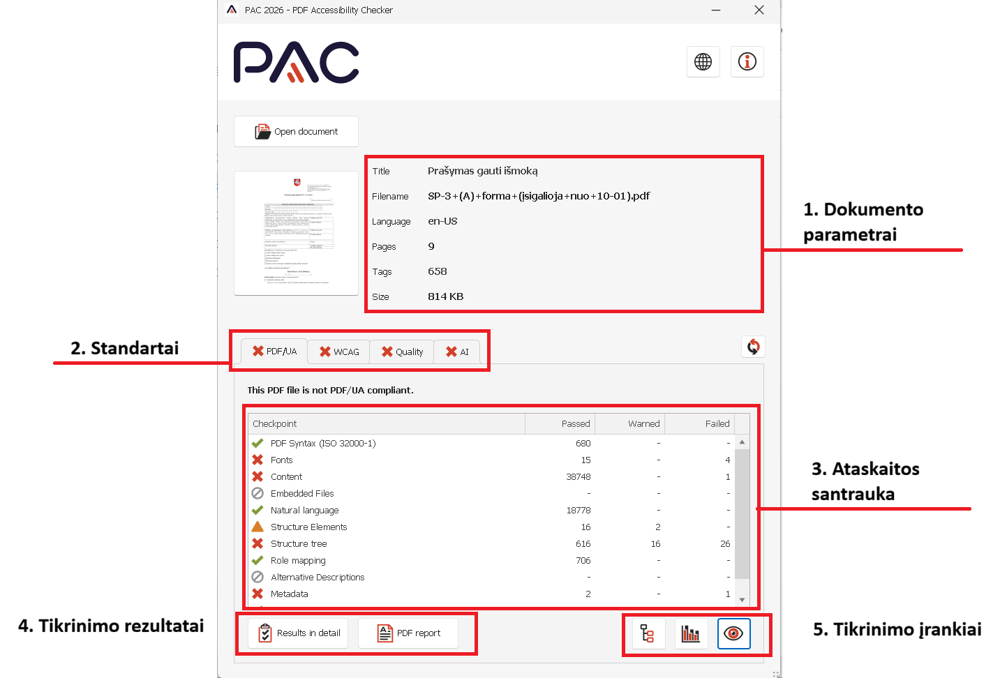 PAC 2026 - PDF Accessibility Checker
PAC
Open document
Title Prašymas gauti išmoką
Filename SP-3+(A)+forma+(įsigalioja+nuo+10-01).pdf
Language en-US
Pages 9
Tags 658
Size 814 KB
1. Dokumento
parametrai
2. Standartai
PDF/UA WCAG Quality AI
This PDF file is not PDF/UA compliant.
Checkpoint Passed Warned Failed
PDF Syntax (ISO 32000-1) 680 - -
Fonts 15 - 4
Content 38748 - 1
Embedded Files - - -
Natural language 18778 - -
Structure Elements 16 2 -
Structure tree 616 16 26
Role mapping 706 - -
Alternative Descriptions - - -
Metadata 2 - 1
3. Ataskaitos
santrauka
4. Tikrinimo rezultatai
Results in detail PDF report
5. Tikrinimo įrankiai